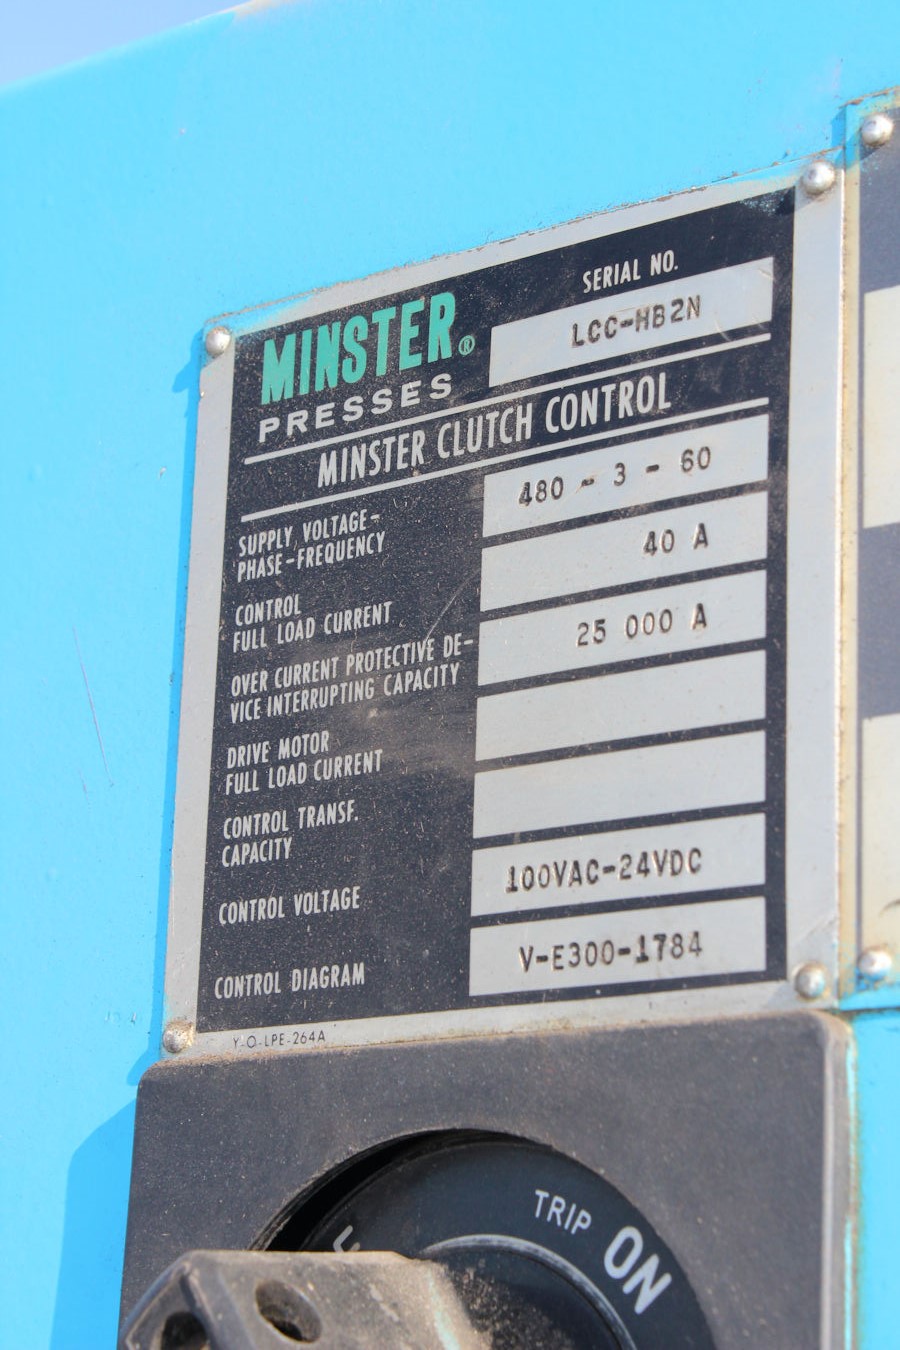 SERIAL NO.
MINSTER®
LCC-HB2N
PRESSES
MINSTER CLUTCH CONTROL
SUPPLY VOLTAGE-
PHASE-FREQUENCY
480 - 3 - 60
CONTROL
FULL LOAD CURRENT
40 A
OVER CURRENT PROTECTIVE DE-
VICE INTERRUPTING CAPACITY
25 000 A
DRIVE MOTOR
FULL LOAD CURRENT
CONTROL TRANSF.
CAPACITY
CONTROL VOLTAGE
100VAC-24VDC
CONTROL DIAGRAM
V-E300-1784
Y-O-LPE-264A
TRIP
ON